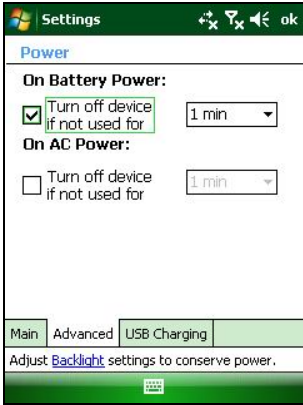 Settings ok
Power
On Battery Power:
Turn off device
if not used for
1 min
On AC Power:
Turn off device
if not used for
1 min
Main Advanced USB Charging
Adjust Backlight settings to conserve power.